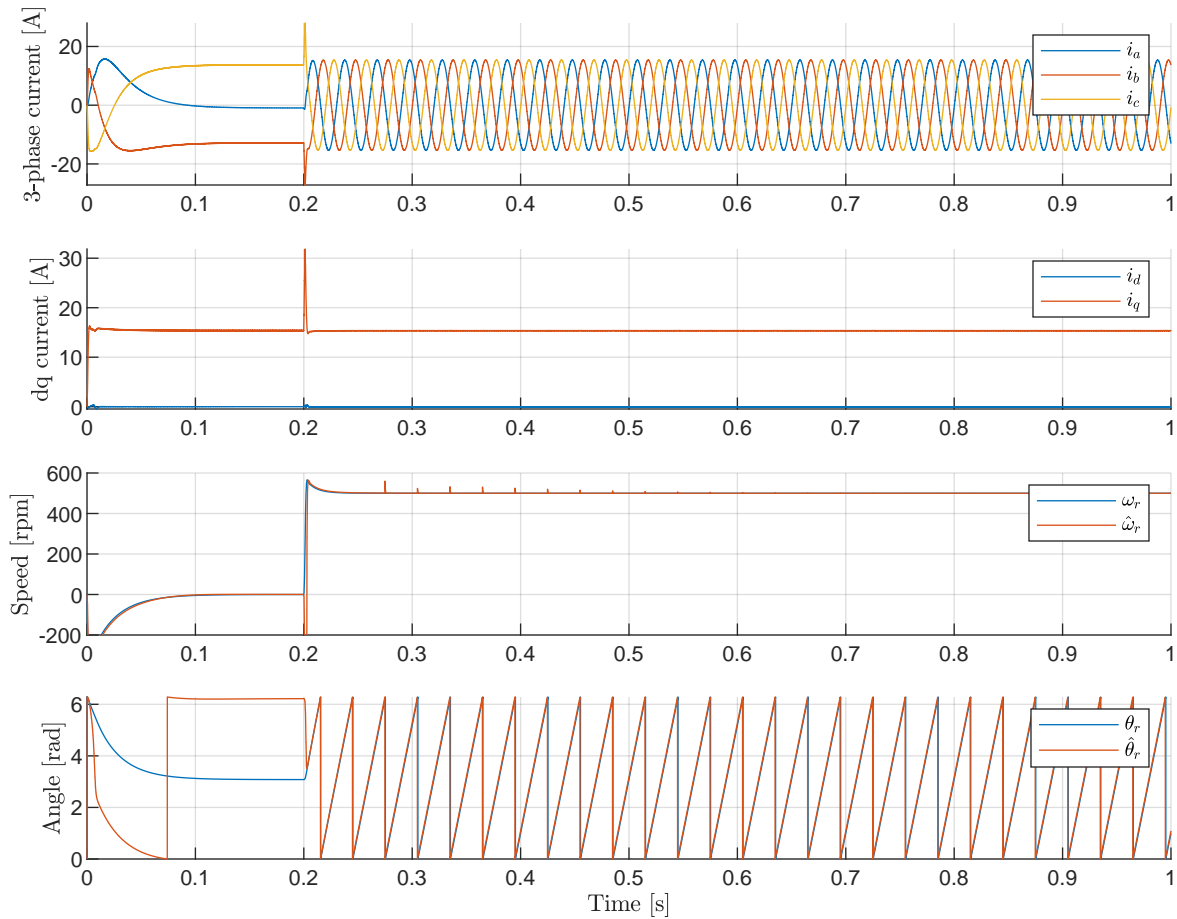 3-phase current [A]
20
0
-20
i_a
i_b
i_c
0 0.1 0.2 0.3 0.4 0.5 0.6 0.7 0.8 0.9 1
dq current [A]
30
20
10
0
i_d
i_q
0 0.1 0.2 0.3 0.4 0.5 0.6 0.7 0.8 0.9 1
Speed [rpm]
600
400
200
0
-200
ω_r
ω̂_r
0 0.1 0.2 0.3 0.4 0.5 0.6 0.7 0.8 0.9 1
Angle [rad]
6
4
2
0
θ_r
θ̂_r
0 0.1 0.2 0.3 0.4 0.5 0.6 0.7 0.8 0.9 1
Time [s]